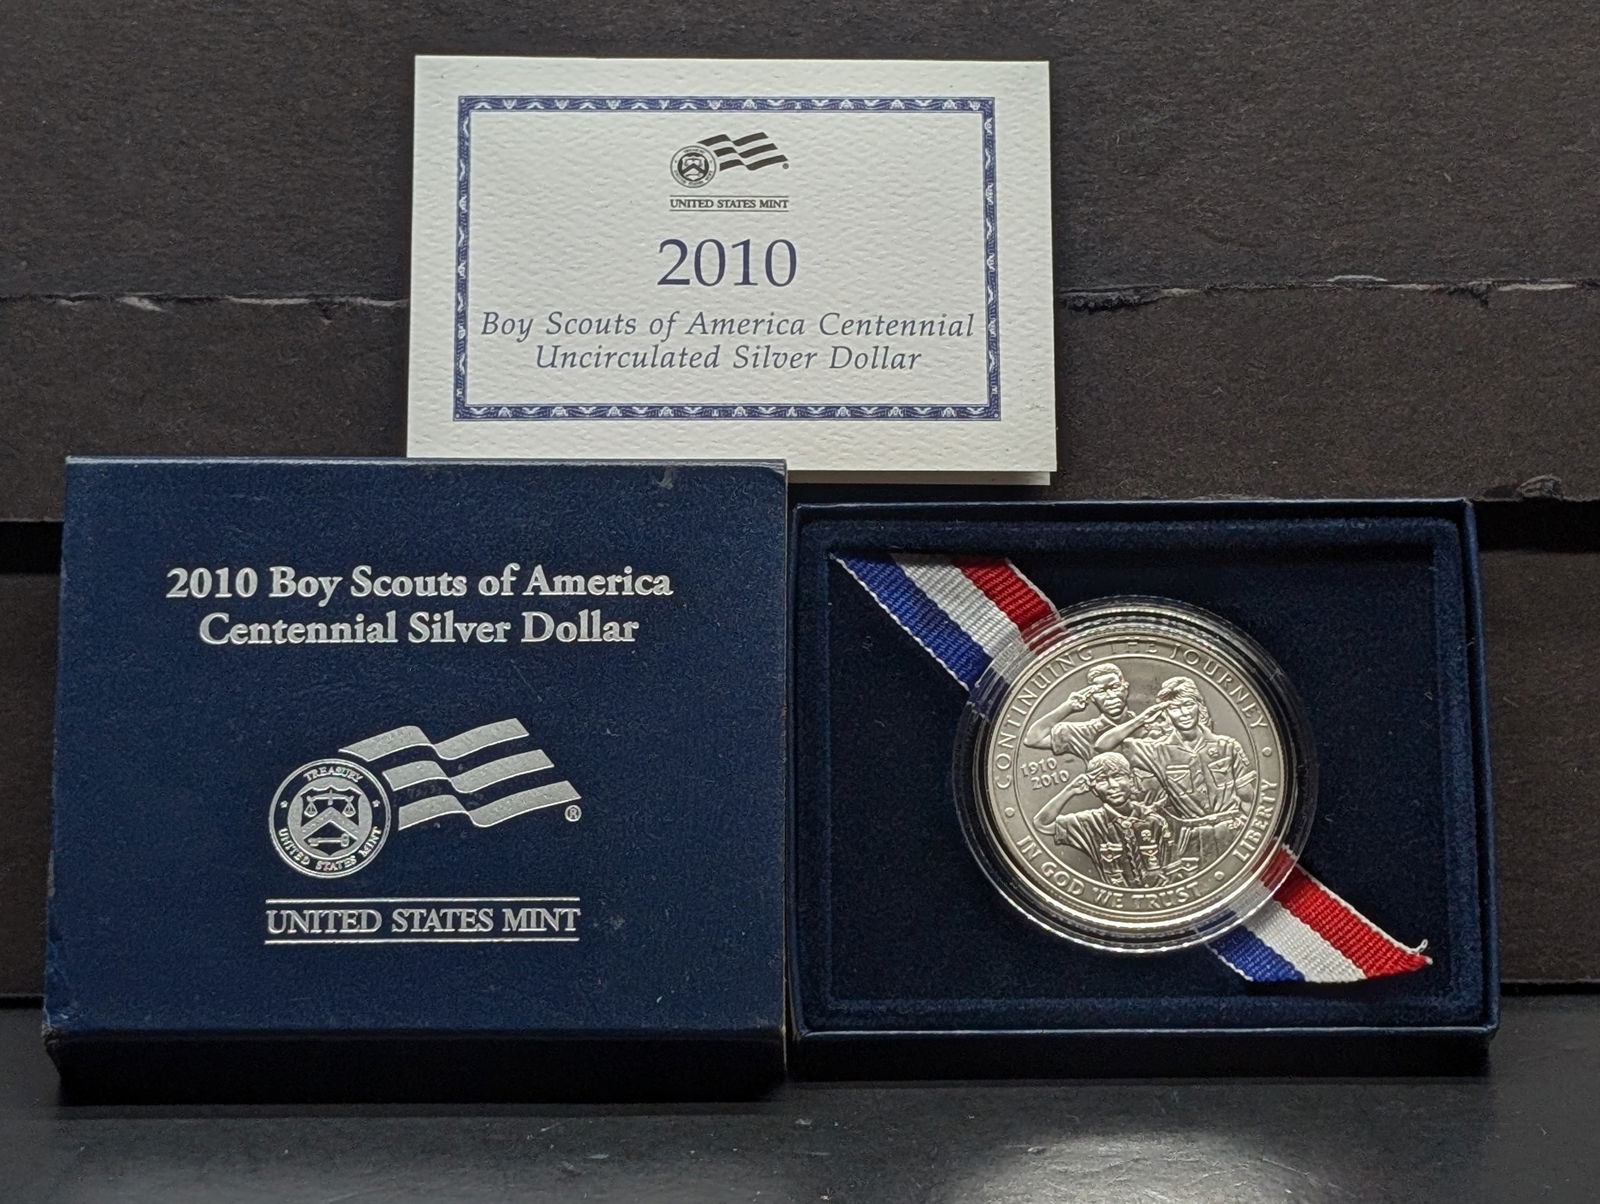 UNITED STATES MINT
2010
Boy Scouts of America Centennial
Uncirculated Silver Dollar
2010 Boy Scouts of America
Centennial Silver Dollar
TREASURY
UNITED STATES MINT
®
UNITED STATES MINT
CONTINUING THE JOURNEY
1910
2010
IN GOD WE TRUST
LIBERTY